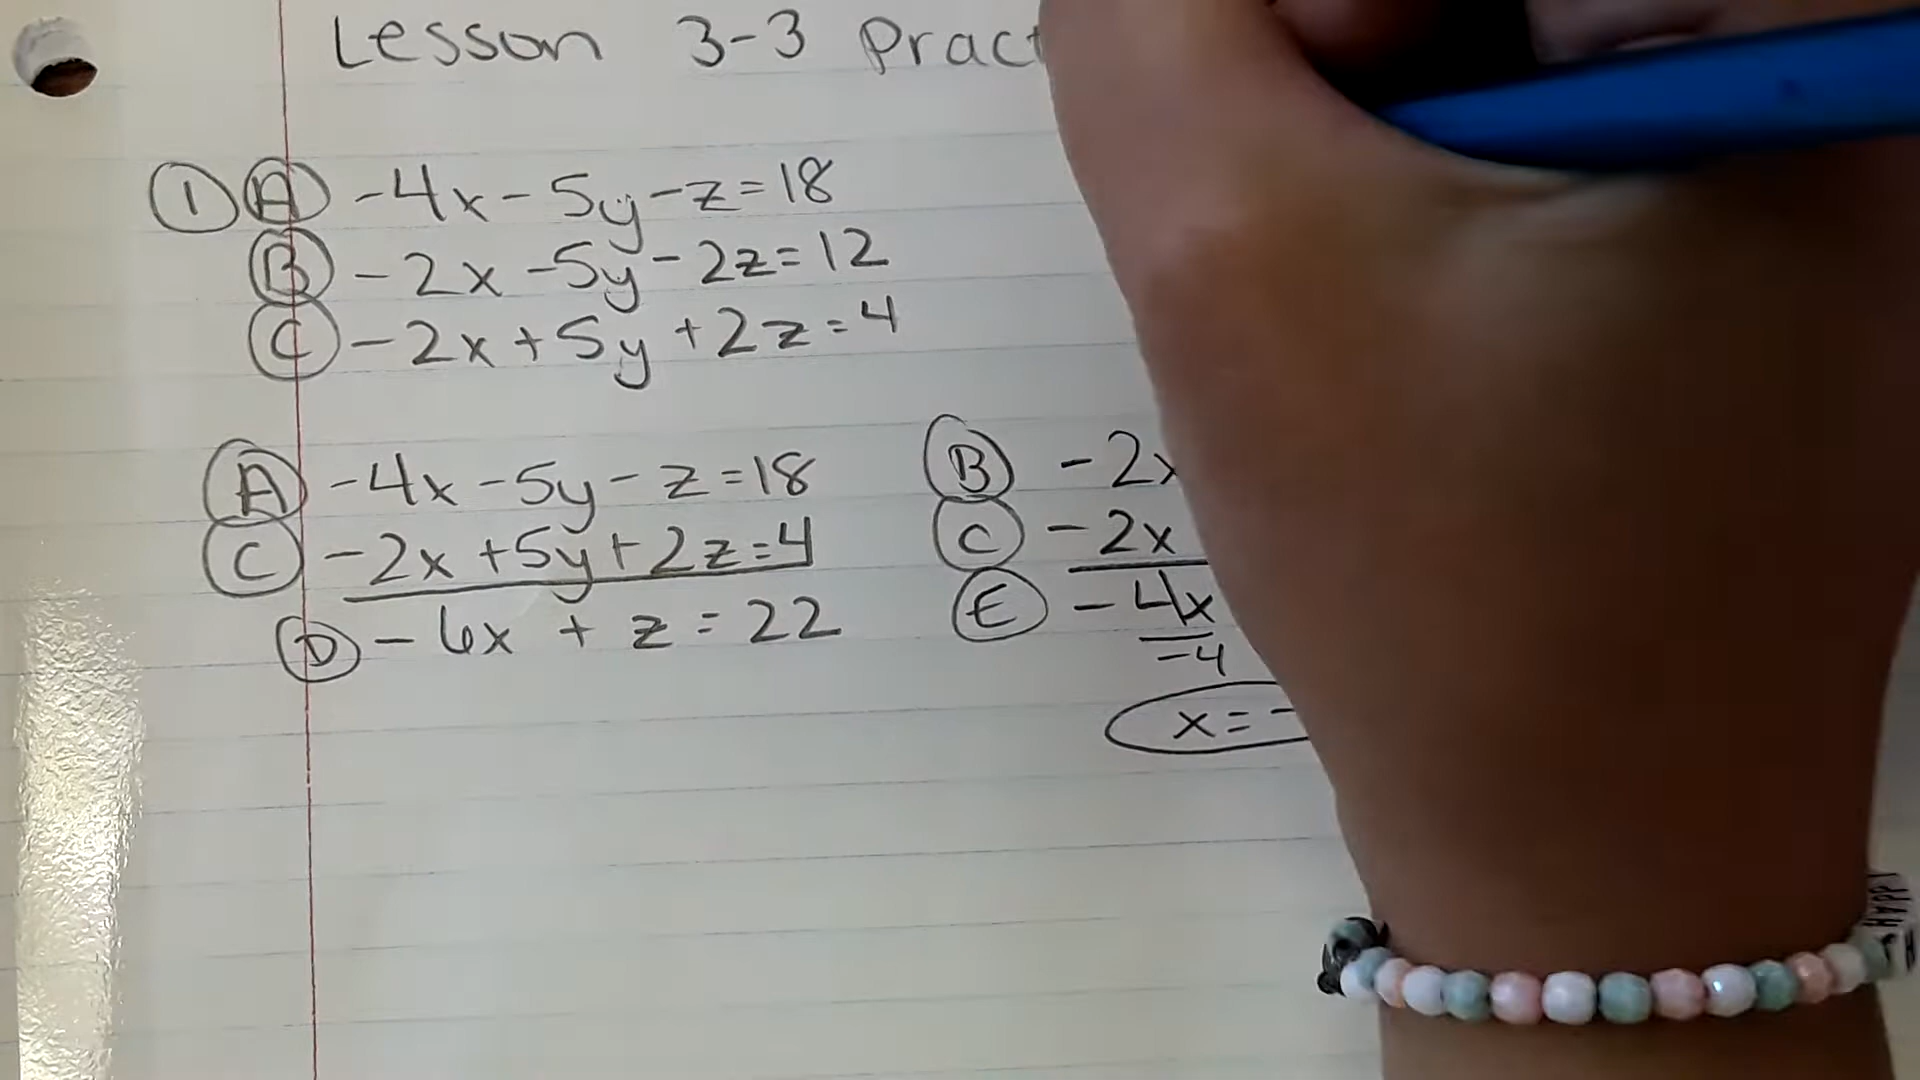 Lesson 3-3 Pract
① Ⓐ -4x-5y-z=18
Ⓑ -2x-5y-2z=12
Ⓒ -2x+5y+2z=4
Ⓐ -4x-5y-z=18
Ⓒ -2x+5y+2z=4
Ⓓ -6x + z = 22
Ⓑ -2x
Ⓒ -2x
Ⓔ -4x
-4
x=-